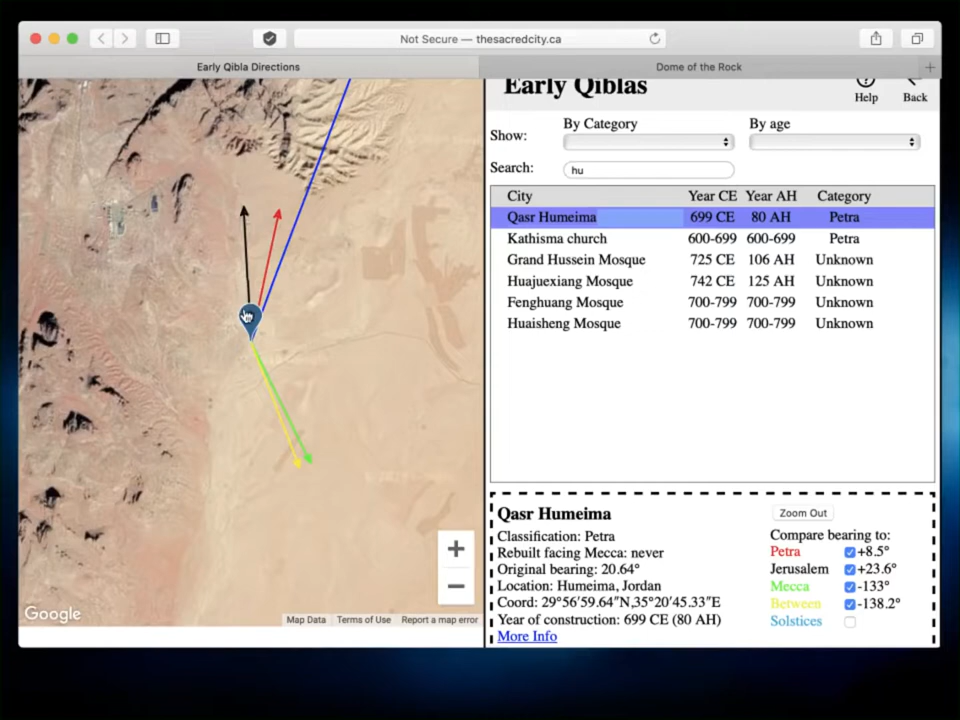 Not Secure — thesacredcity.ca
Early Qibla Directions
Dome of the Rock
Early Qiblas
Help
Back
Show:
By Category
By age
Search:
hu
City Year CE Year AH Category
Qasr Humeima 699 CE 80 AH Petra
Kathisma church 600-699 600-699 Petra
Grand Hussein Mosque 725 CE 106 AH Unknown
Huajuexiang Mosque 742 CE 125 AH Unknown
Fenghuang Mosque 700-799 700-799 Unknown
Huaisheng Mosque 700-799 700-799 Unknown
Qasr Humeima
Classification: Petra
Rebuilt facing Mecca: never
Original bearing: 20.64°
Location: Humeima, Jordan
Coord: 29°56′59.64″N,35°20′45.33″E
Year of construction: 699 CE (80 AH)
More Info
Zoom Out
Compare bearing to:
Petra +8.5°
Jerusalem +23.6°
Mecca -133°
Between -138.2°
Solstices
Google
Map Data Terms of Use Report a map error